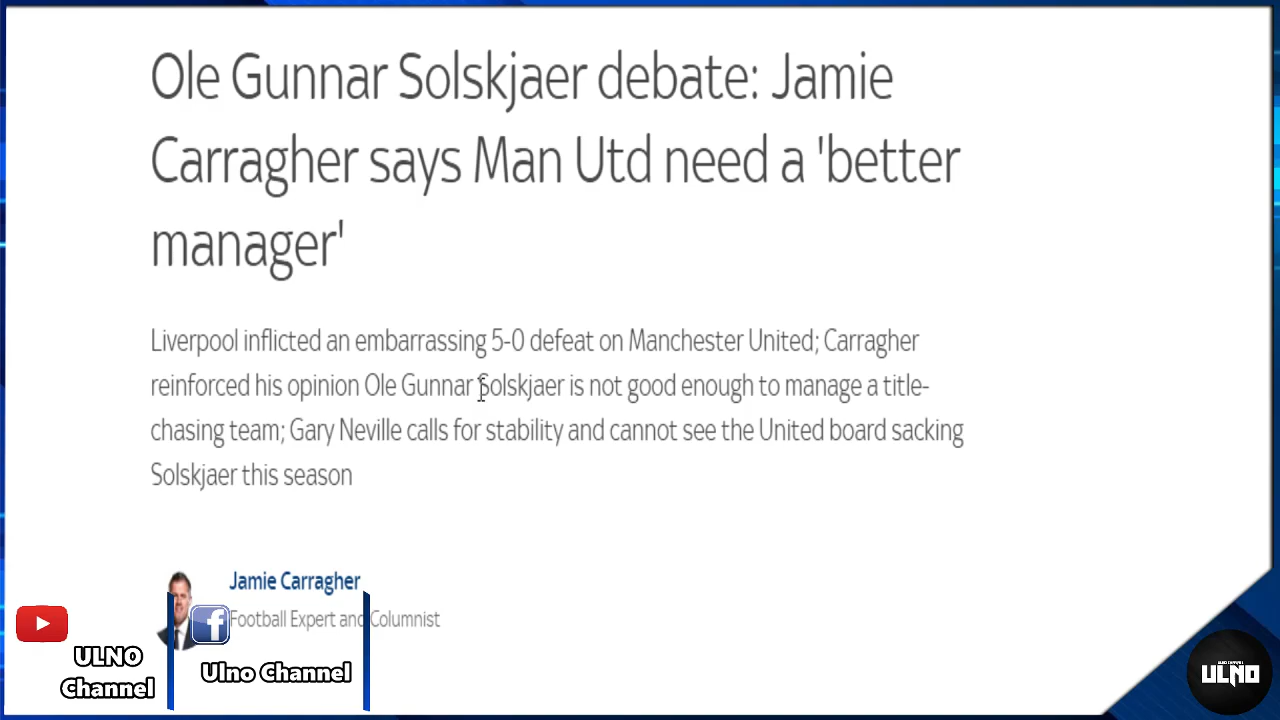 Ole Gunnar Solskjaer debate: Jamie
Carragher says Man Utd need a 'better
manager'
Liverpool inflicted an embarrassing 5-0 defeat on Manchester United; Carragher
reinforced his opinion Ole Gunnar Solskjaer is not good enough to manage a title-
chasing team; Gary Neville calls for stability and cannot see the United board sacking
Solskjaer this season
Jamie Carragher
Football Expert and Columnist
ULNO
Channel
Ulno Channel
ULNO